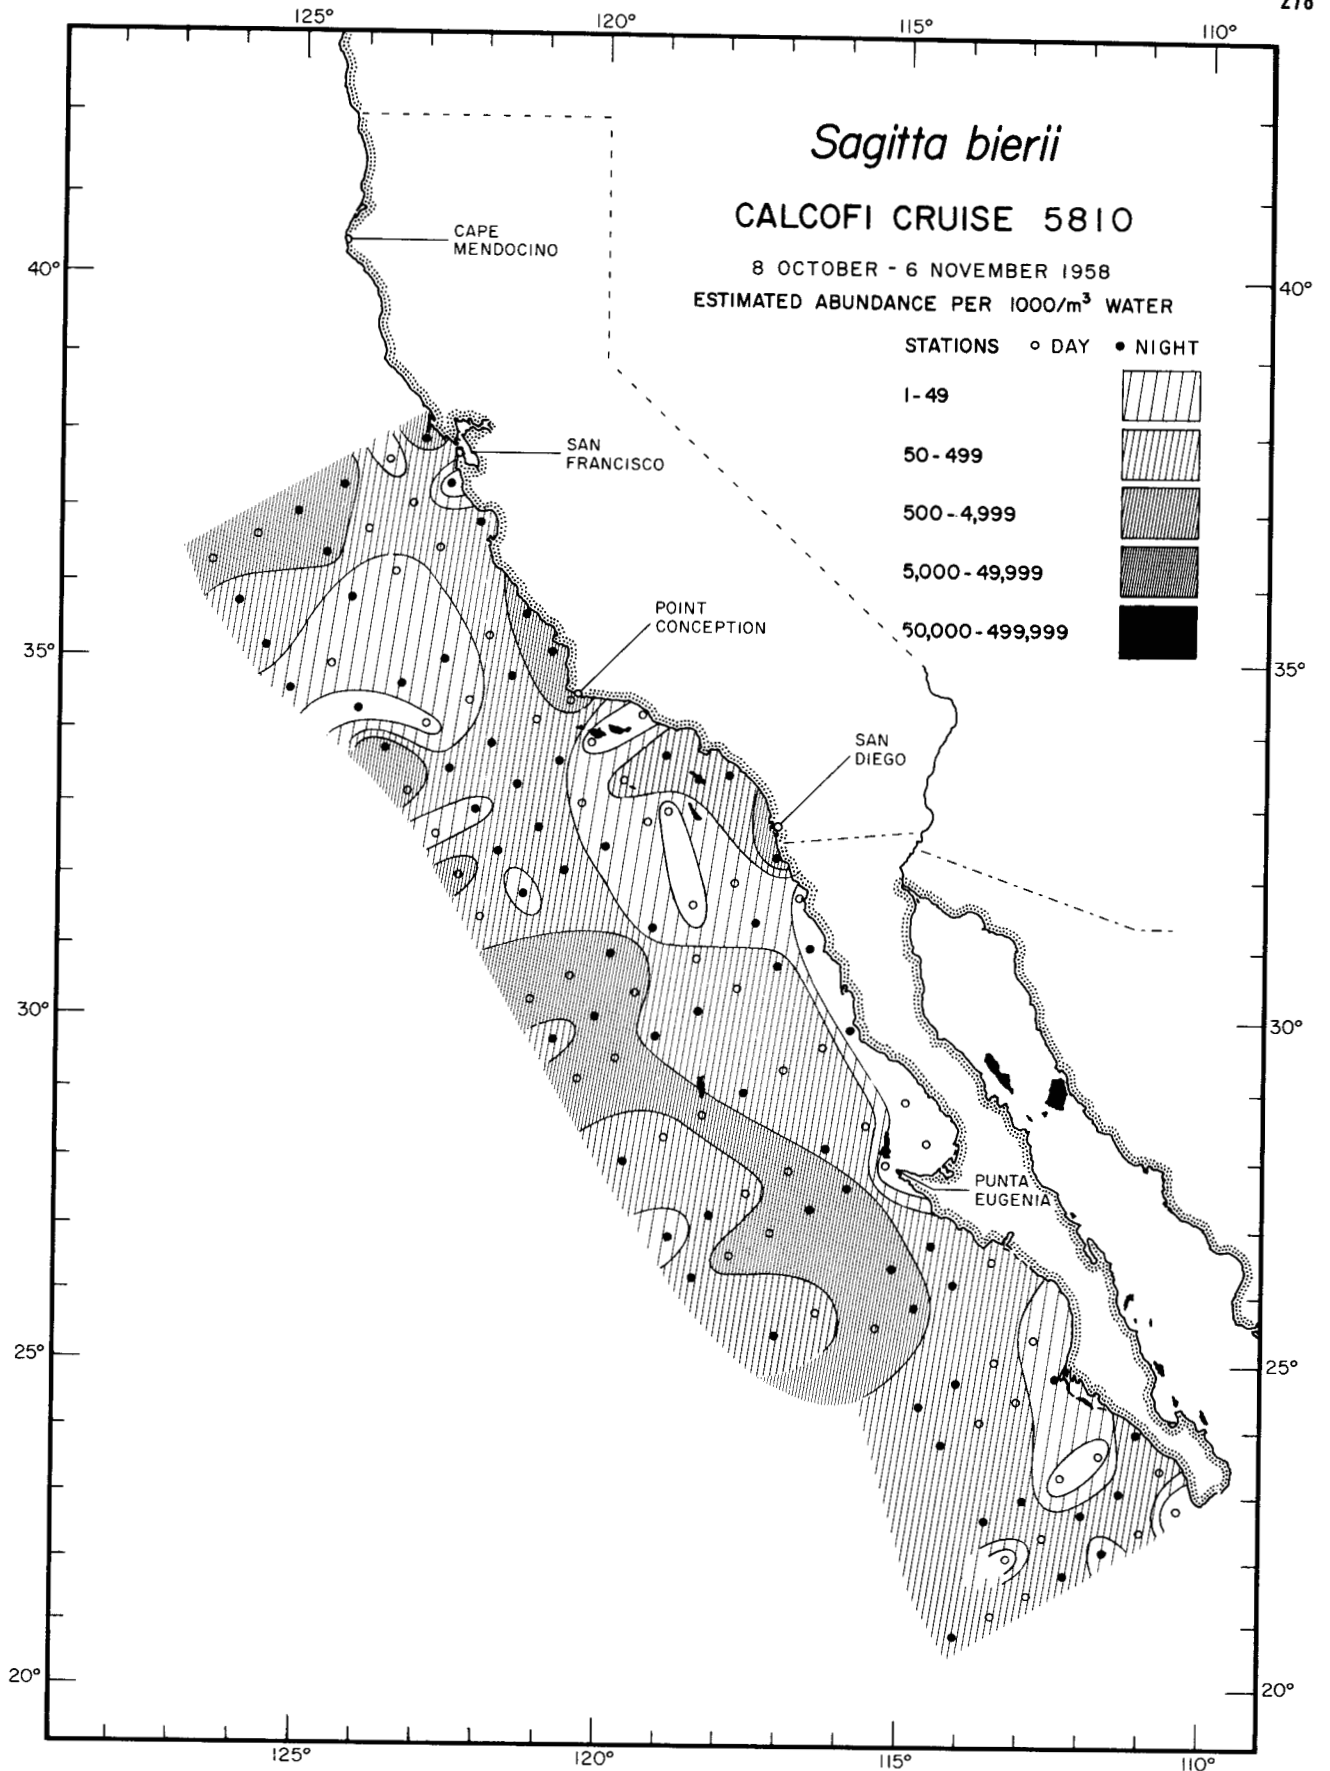 278
125° 120° 115° 110°
Sagitta bierii
CALCOFI CRUISE 5810
8 OCTOBER - 6 NOVEMBER 1958
ESTIMATED ABUNDANCE PER 1000/m³ WATER
STATIONS ○ DAY ● NIGHT
1-49
50-499
500-4,999
5,000-49,999
50,000-499,999
CAPE
MENDOCINO
40° 40°
SAN
FRANCISCO
POINT
CONCEPTION
35° 35°
SAN
DIEGO
30° 30°
PUNTA
EUGENIA
25° 25°
20° 20°
125° 120° 115° 110°